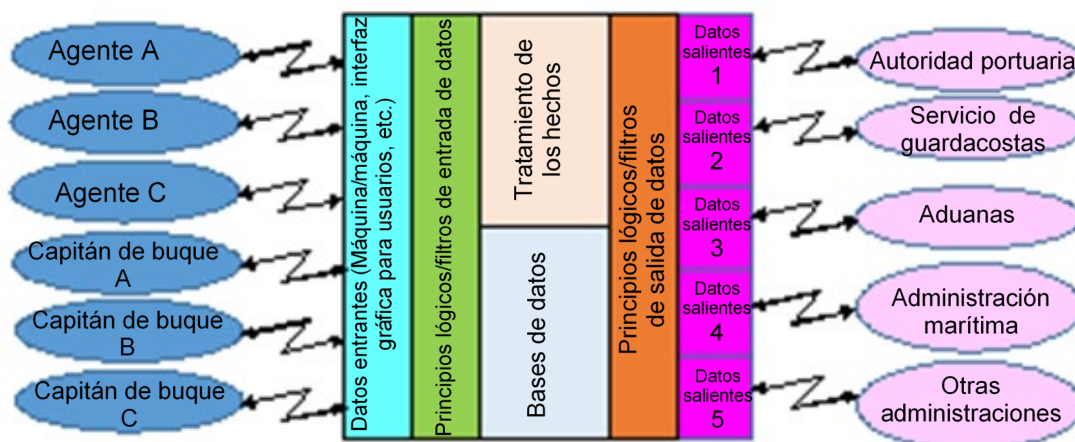 Agente A
Agente B
Agente C
Capitán de buque
A
Capitán de buque
B
Capitán de buque
C
Datos entrantes (Máquina/máquina, interfaz
gráfica para usuarios, etc.)
Principios lógicos/filtros de entrada de datos
Tratamiento de
los hechos
Bases de datos
Principios lógicos/filtros
de salida de datos
Datos
salientes
1
Datos
salientes
2
Datos
salientes
3
Datos
salientes
4
Datos
salientes
5
Autoridad portuaria
Servicio de
guardacostas
Aduanas
Administración
marítima
Otras
administraciones